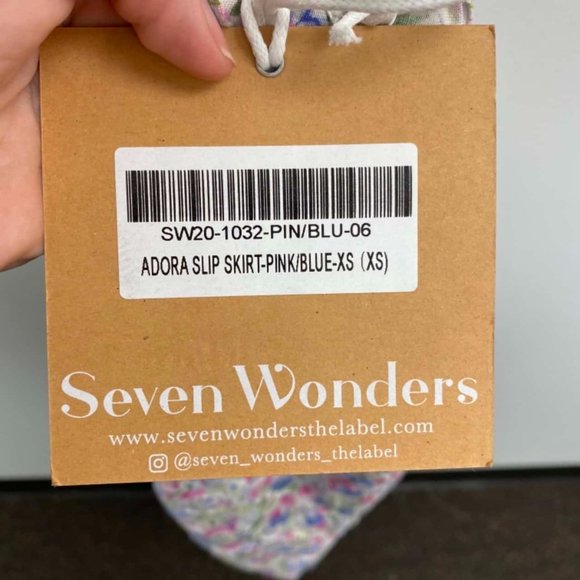 SW20-1032-PIN/BLU-06
ADORA SLIP SKIRT-PINK/BLUE-XS (XS)
Seven Wonders
www.sevenwondersthelabel.com
@seven_wonders_thelabel